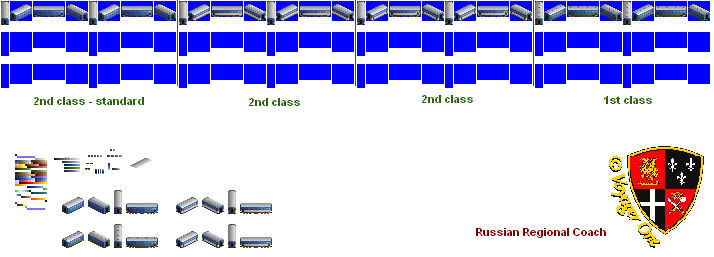 2nd class - standard
2nd class
2nd class
1st class
© Voyager One
Russian Regional Coach